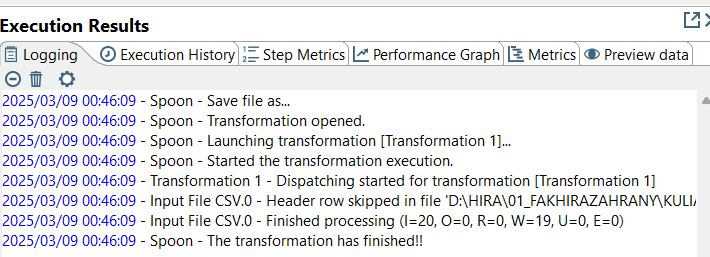 Execution Results
Logging Execution History Step Metrics Performance Graph Metrics Preview data
2025/03/09 00:46:09 - Spoon - Save file as...
2025/03/09 00:46:09 - Spoon - Transformation opened.
2025/03/09 00:46:09 - Spoon - Launching transformation [Transformation 1]...
2025/03/09 00:46:09 - Spoon - Started the transformation execution.
2025/03/09 00:46:09 - Transformation 1 - Dispatching started for transformation [Transformation 1]
2025/03/09 00:46:09 - Input File CSV.0 - Header row skipped in file 'D:\HIRA\01_FAKHIRAZAHRANY\KULI
2025/03/09 00:46:09 - Input File CSV.0 - Finished processing (I=20, O=0, R=0, W=19, U=0, E=0)
2025/03/09 00:46:09 - Spoon - The transformation has finished!!